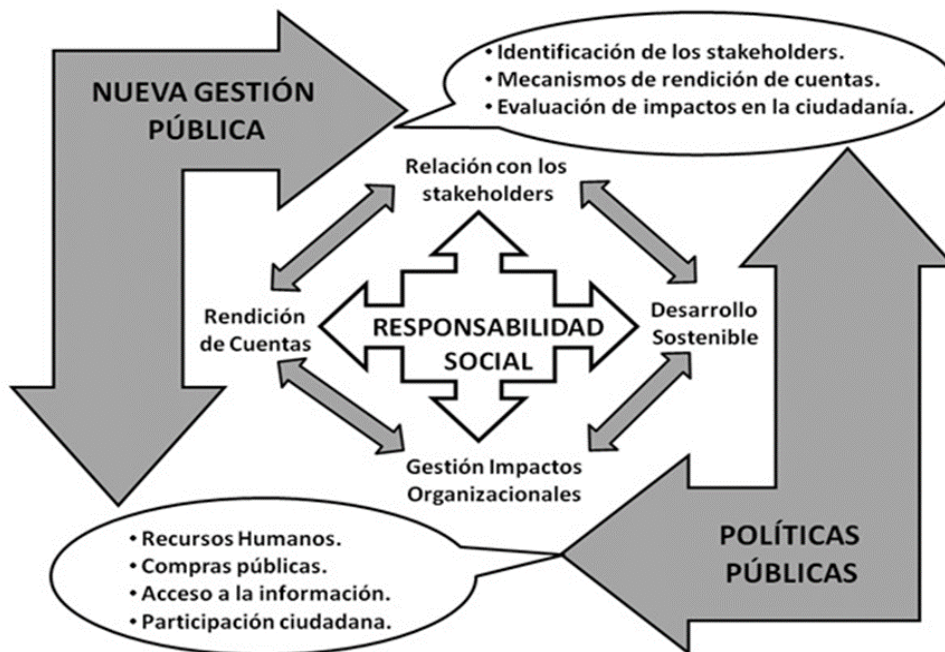 NUEVA GESTIÓN
PÚBLICA
• Identificación de los stakeholders.
• Mecanismos de rendición de cuentas.
• Evaluación de impactos en la ciudadanía.
Relación con los
stakeholders
Rendición
de Cuentas
RESPONSABILIDAD
SOCIAL
Desarrollo
Sostenible
Gestión Impactos
Organizacionales
• Recursos Humanos.
• Compras públicas.
• Acceso a la información.
• Participación ciudadana.
POLÍTICAS
PÚBLICAS